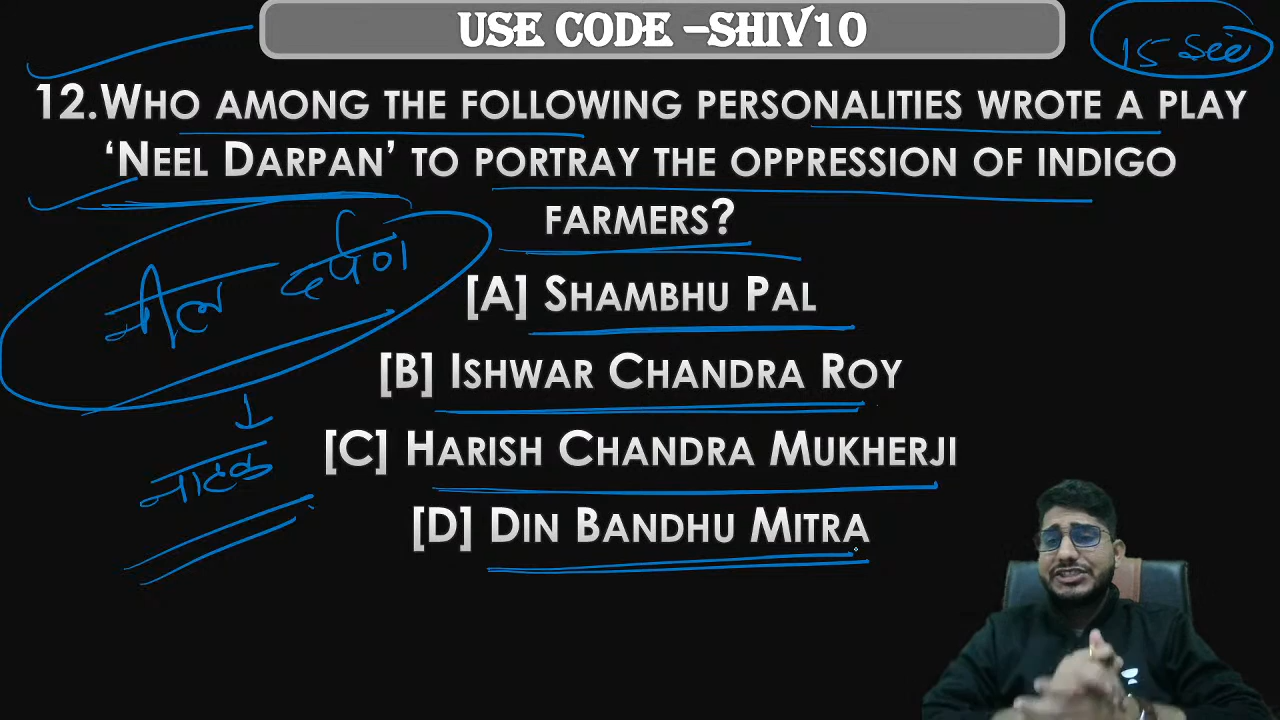 USE CODE –SHIV10
15 Sec
12.WHO AMONG THE FOLLOWING PERSONALITIES WROTE A PLAY
‘NEEL DARPAN’ TO PORTRAY THE OPPRESSION OF INDIGO
FARMERS?
नील दर्पण
नाटक
[A] SHAMBHU PAL
[B] ISHWAR CHANDRA ROY
[C] HARISH CHANDRA MUKHERJI
[D] DIN BANDHU MITRA